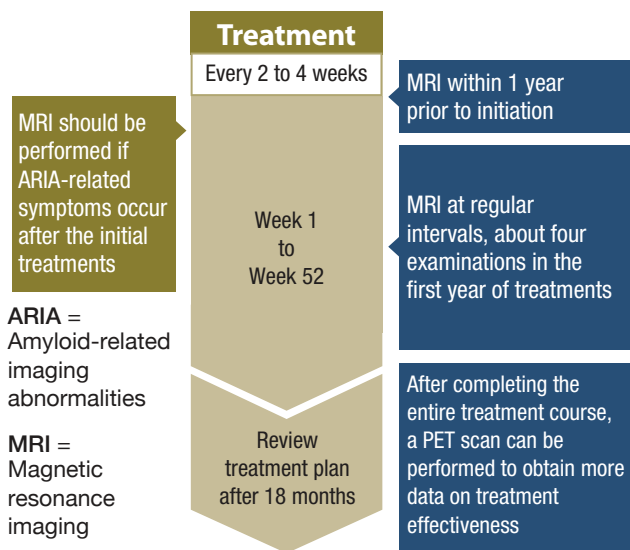 Treatment
Every 2 to 4 weeks
MRI within 1 year
prior to initiation
MRI should be
performed if
ARIA-related
symptoms occur
after the initial
treatments
Week 1
to
Week 52
MRI at regular
intervals, about four
examinations in the
first year of treatments
ARIA =
Amyloid-related
imaging
abnormalities
MRI =
Magnetic
resonance
imaging
Review
treatment plan
after 18 months
After completing the
entire treatment course,
a PET scan can be
performed to obtain more
data on treatment
effectiveness